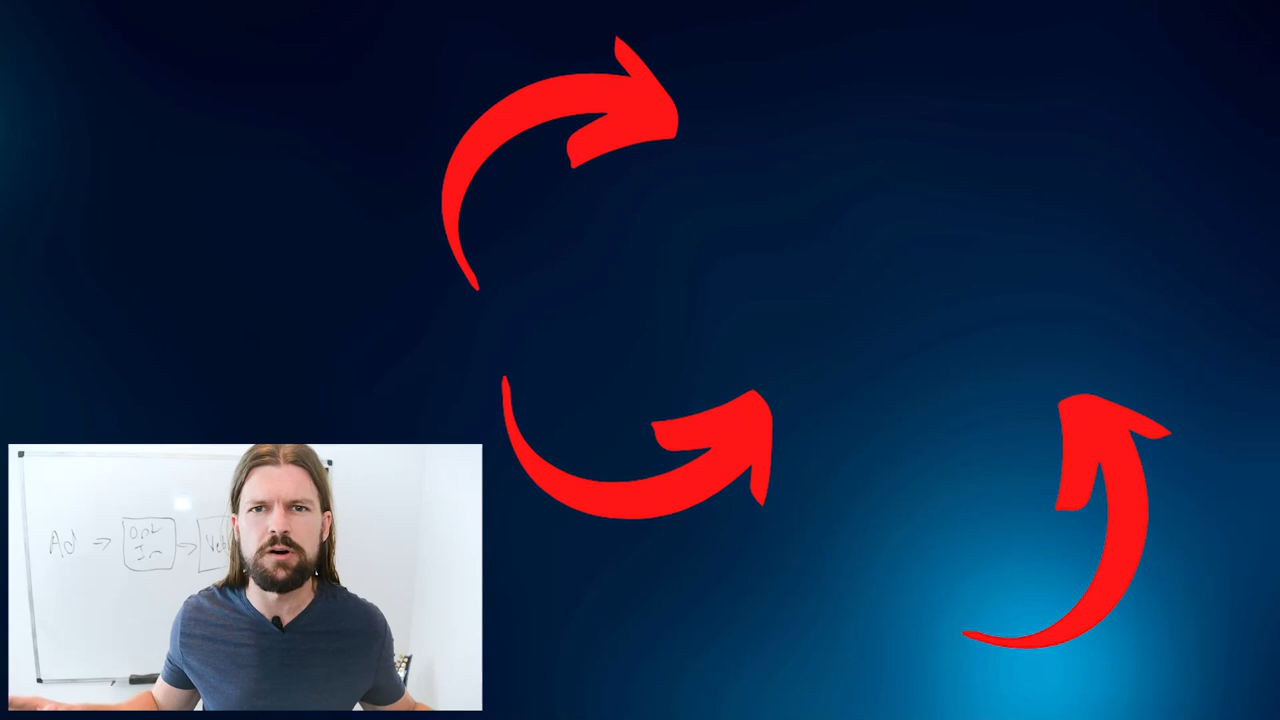 Ad → Opt → 
In